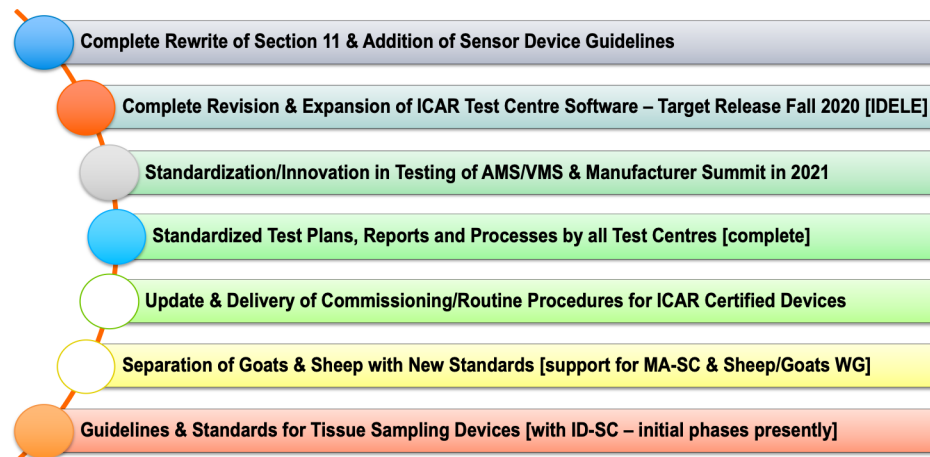 Complete Rewrite of Section 11 & Addition of Sensor Device Guidelines
Complete Revision & Expansion of ICAR Test Centre Software – Target Release Fall 2020 [IDELE]
Standardization/Innovation in Testing of AMS/VMS & Manufacturer Summit in 2021
Standardized Test Plans, Reports and Processes by all Test Centres [complete]
Update & Delivery of Commissioning/Routine Procedures for ICAR Certified Devices
Separation of Goats & Sheep with New Standards [support for MA-SC & Sheep/Goats WG]
Guidelines & Standards for Tissue Sampling Devices [with ID-SC – initial phases presently]